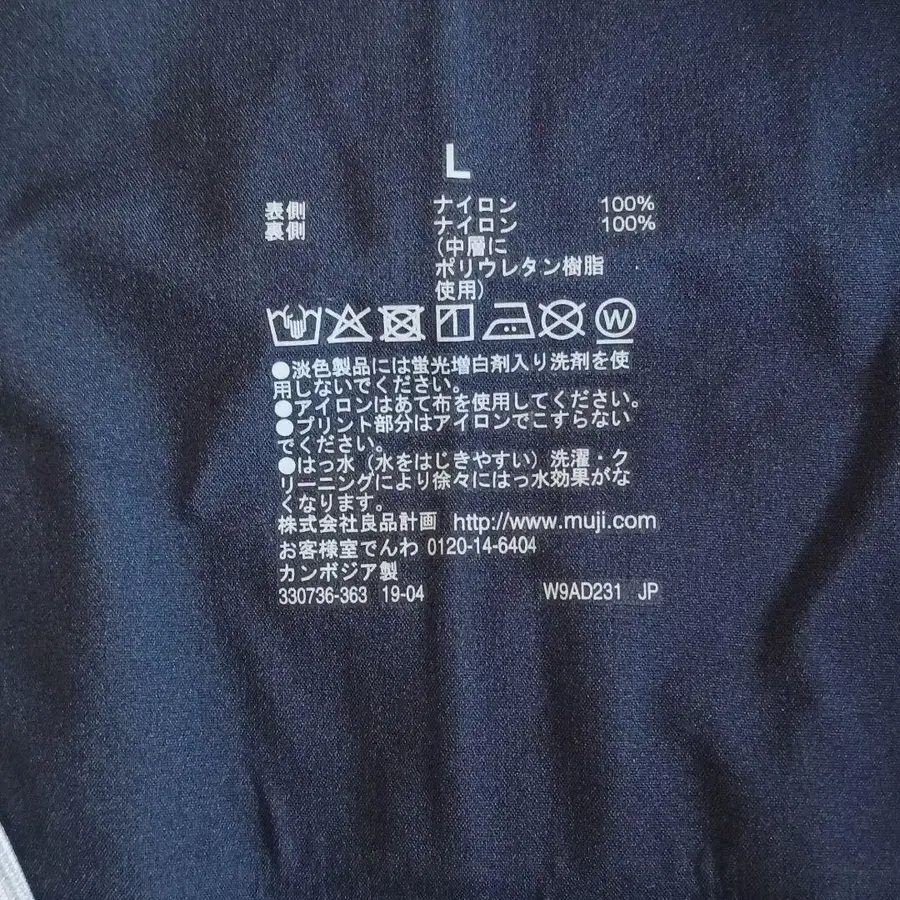 L
表側 ナイロン 100%
裏側 ナイロン 100%
(中層に
ポリウレタン樹脂
使用)
W
●淡色製品には蛍光増白剤入り洗剤を使
用しないでください。
●アイロンはあて布を使用してください。
●プリント部分はアイロンでこすらない
でください。
●はっ水（水をはじきやすい）洗濯・ク
リーニングにより徐々にはっ水効果がな
くなります。
株式会社良品計画 http://www.muji.com
お客様室でんわ 0120-14-6404
カンボジア製
330736-363 19-04 W9AD231 JP